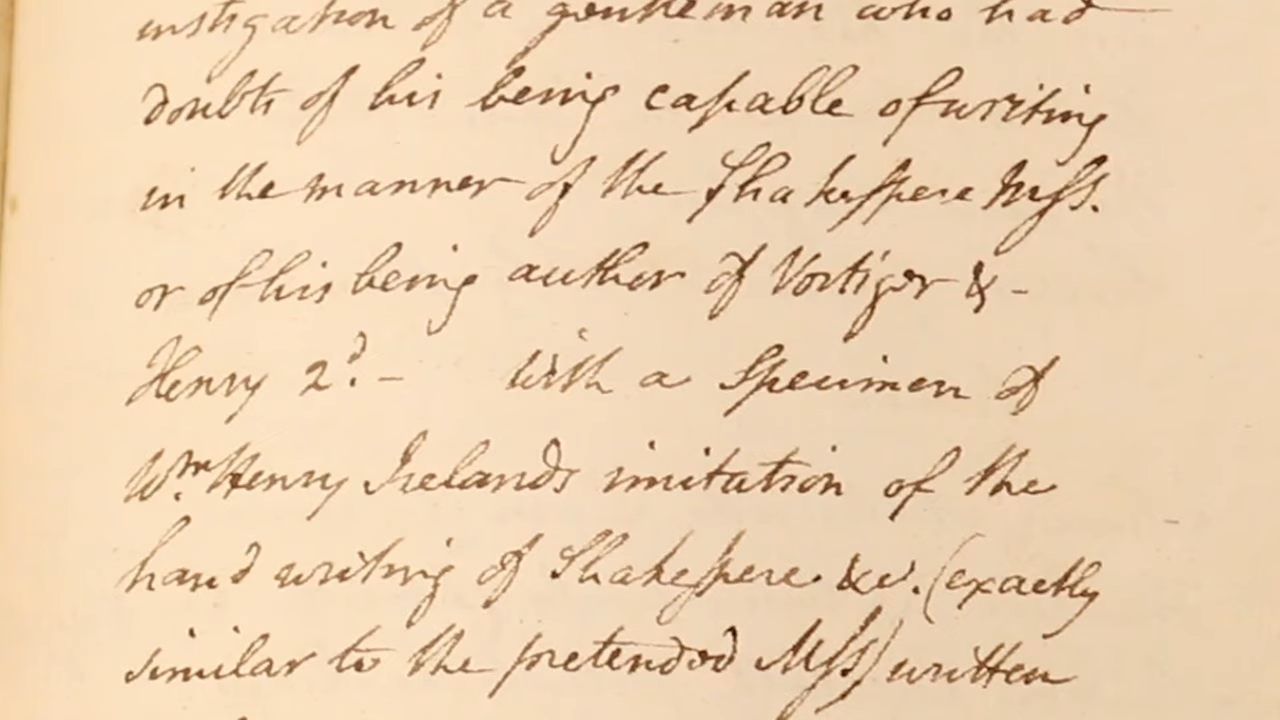 instigation of a gentleman who had
doubts of his being capable of writing
in the manner of the Shakespere Mss.
or of his being author of Vortiger & -
Henry 2d. - with a Specimen of
Wm. Henry Irelands imitation of the
hand writing of Shakespere &c. (exactly
similar to the pretended Mss) written